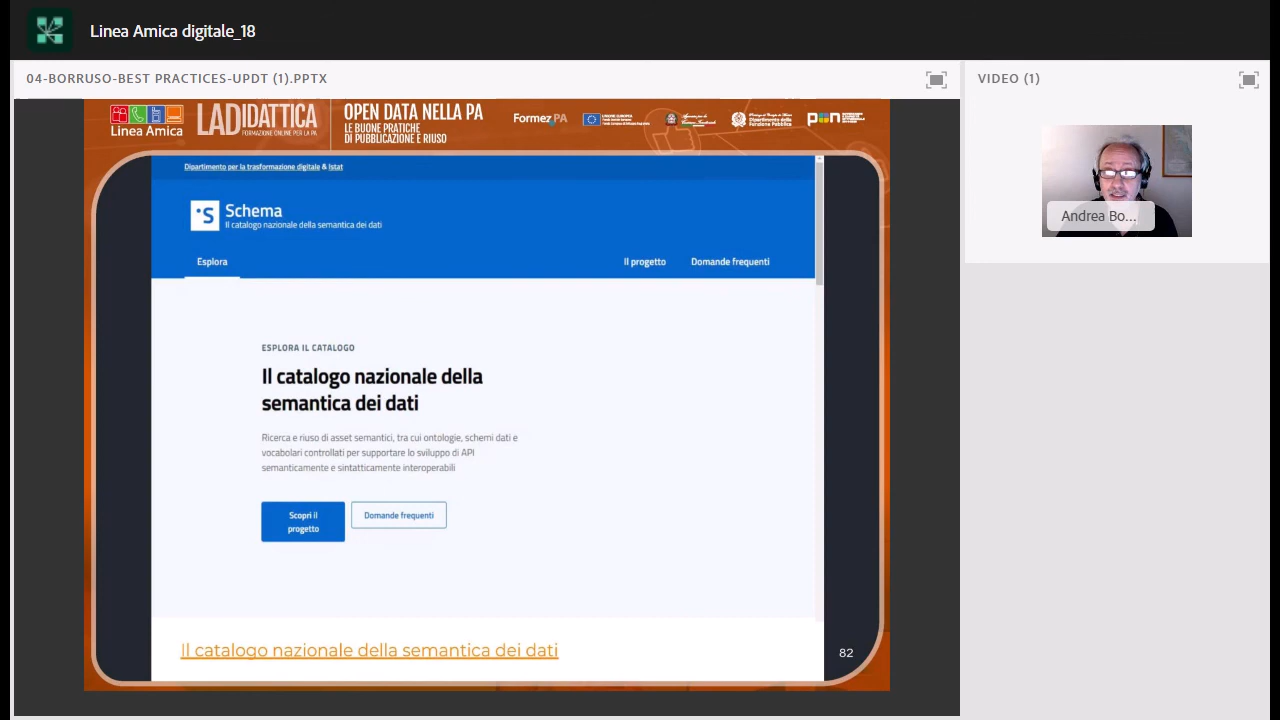 Linea Amica digitale_18
04-BORRUSO-BEST PRACTICES-UPDT (1).PPTX
VIDEO (1)
Linea Amica
LADIDATTICA
FORMAZIONE ONLINE PER LA PA
OPEN DATA NELLA PA
LE BUONE PRATICHE
DI PUBBLICAZIONE E RIUSO
Formez PA
UNIONE EUROPEA
pon
Dipartimento per la trasformazione digitale & Istat
Schema
Il catalogo nazionale della semantica dei dati
Esplora
Il progetto
Domande frequenti
ESPLORA IL CATALOGO
Il catalogo nazionale della
semantica dei dati
Ricerca e riuso di asset semantici, tra cui ontologie, schemi dati e
vocabolari controllati per supportare lo sviluppo di API
semanticamente e sintatticamente interoperabili
Scopri il
progetto
Domande frequenti
Il catalogo nazionale della semantica dei dati
82
Andrea Bo...